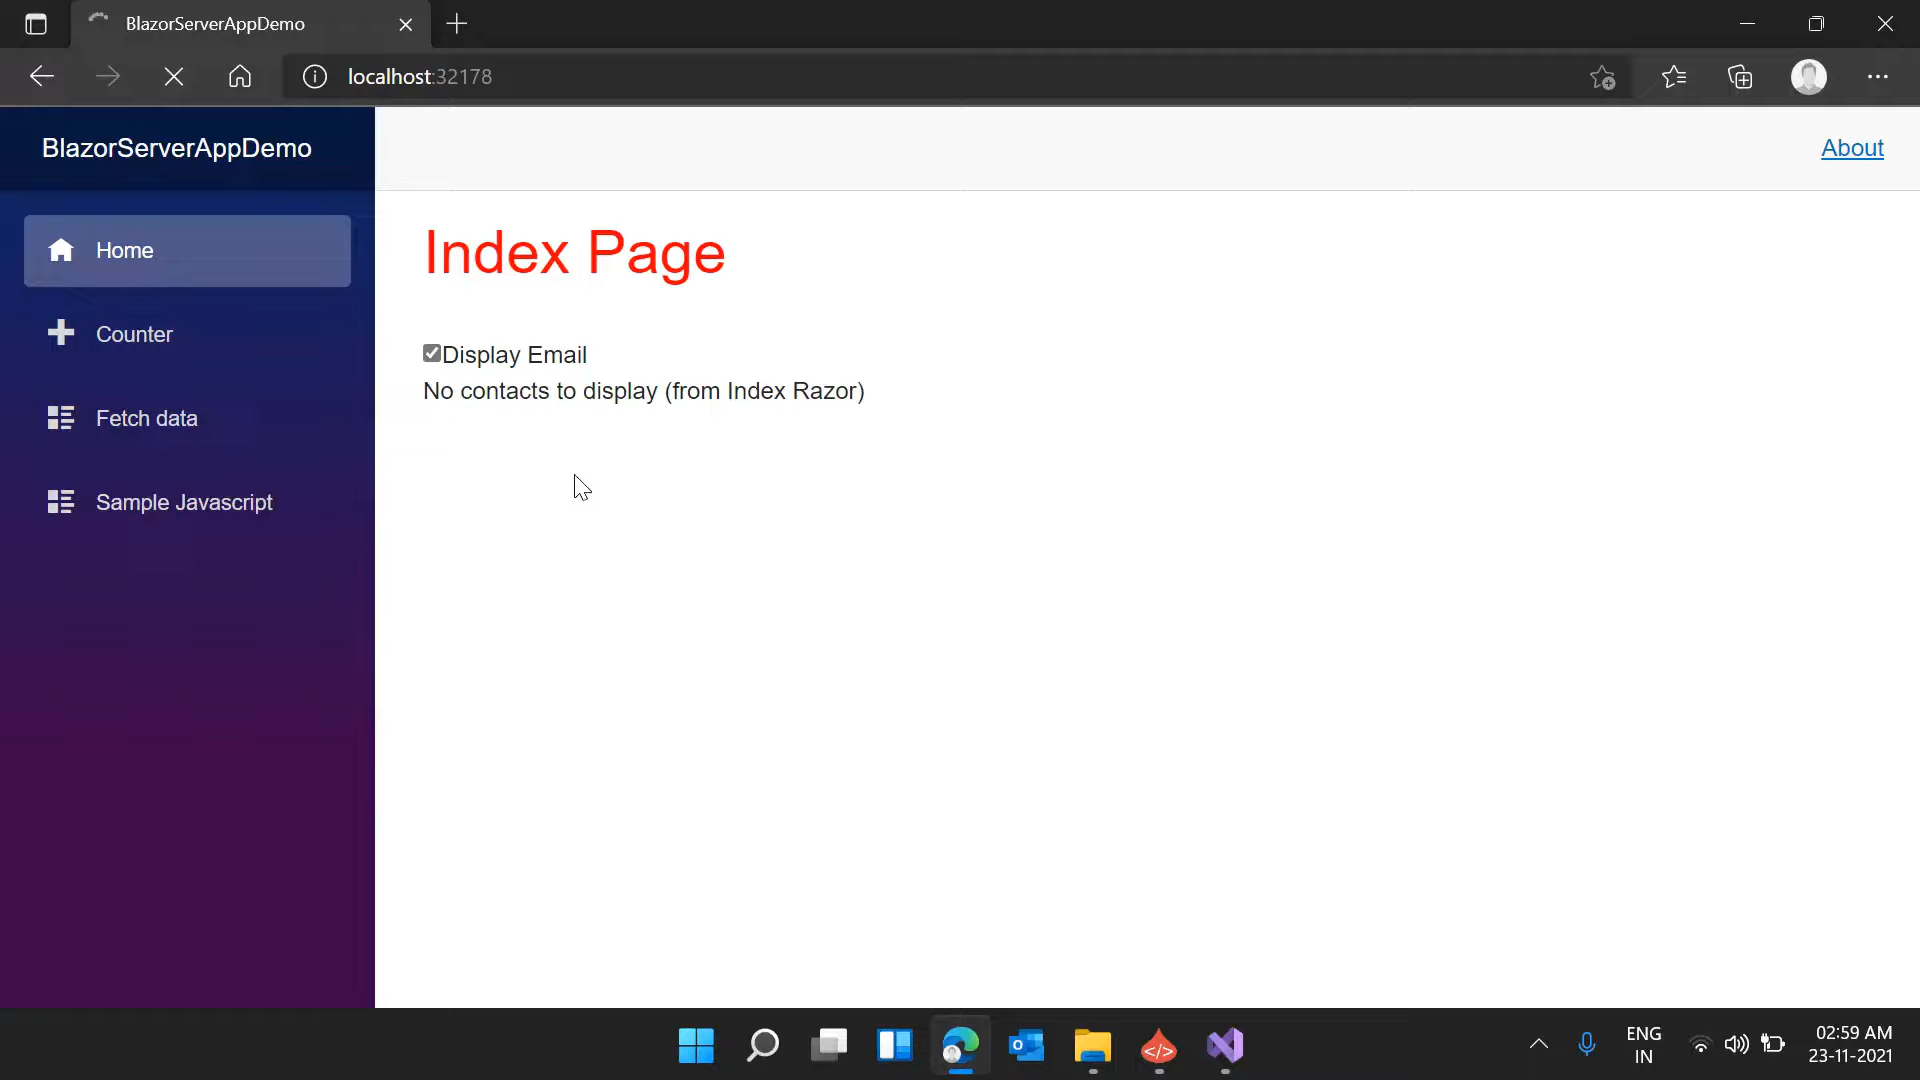 BlazorServerAppDemo
localhost:32178
BlazorServerAppDemo
About
Home
Counter
Fetch data
Sample Javascript
Index Page
Display Email
No contacts to display (from Index Razor)
ENG
IN
02:59 AM
23-11-2021